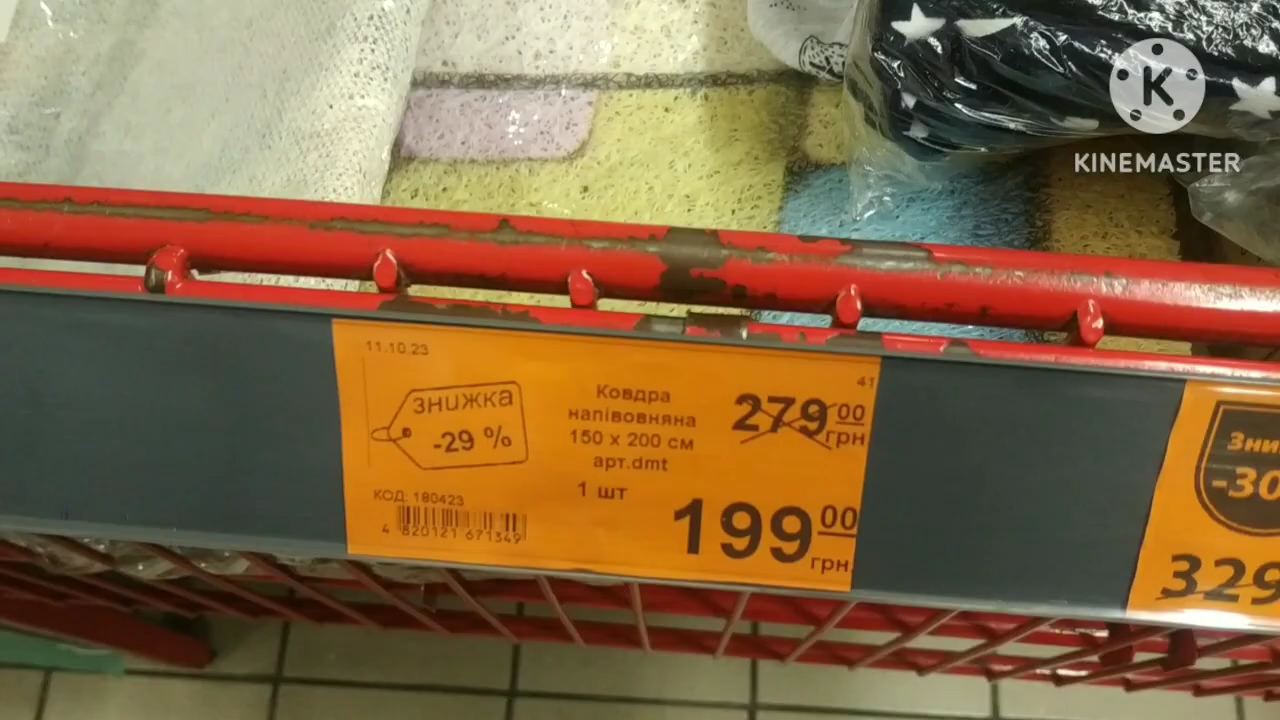 K
KINEMASTER
11.10.23
знижка
-29 %
Ковдра
напіввовняна
150 х 200 см
арт.dmt
1 шт
41
279 00
грн
199 00
грн
КОД: 180423
4 820121 671349
-30
329